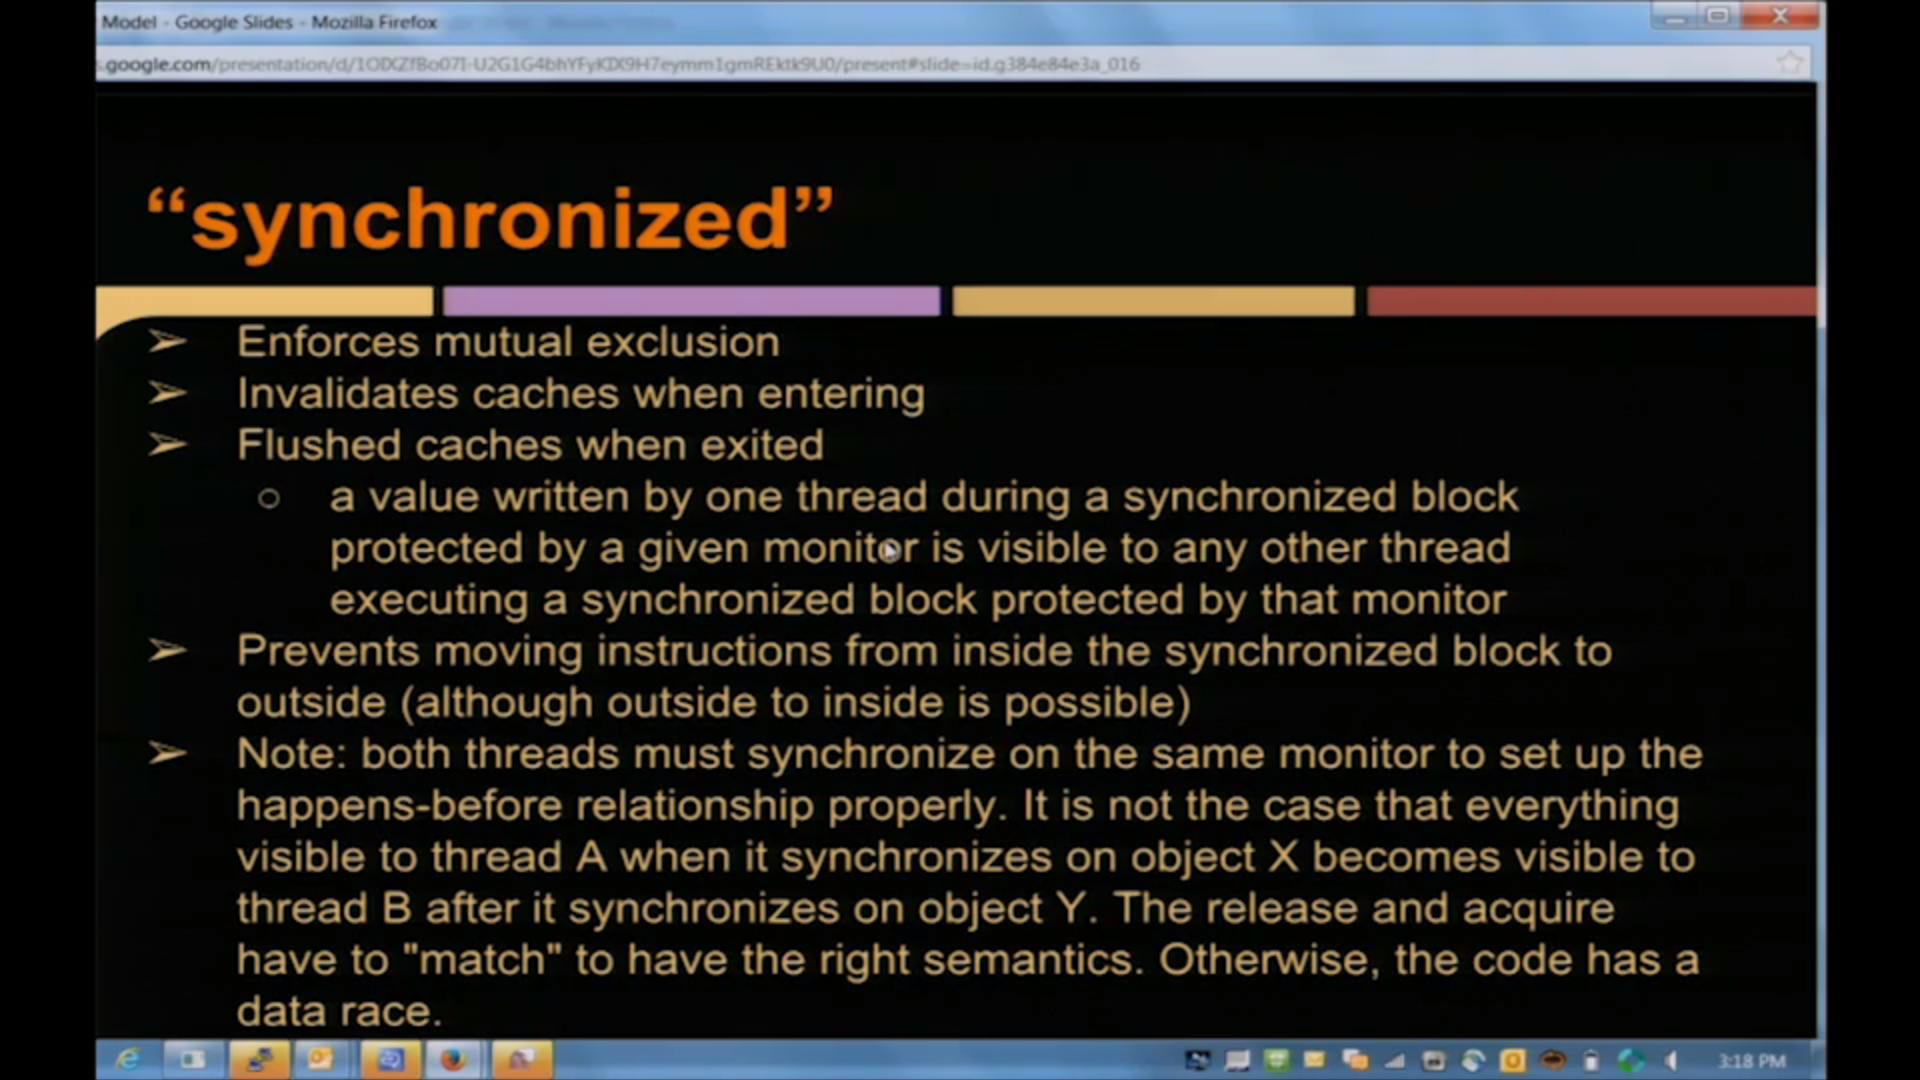 Model - Google Slides - Mozilla Firefox
.google.com/presentation/d/1ODXZfBo07I-U2G1G4bhYFyKIX9H7eymm1gmREktk9U0/present#slide=id.g384e84e3a_016
“synchronized”
➢ Enforces mutual exclusion
➢ Invalidates caches when entering
➢ Flushed caches when exited
○ a value written by one thread during a synchronized block
protected by a given monitor is visible to any other thread
executing a synchronized block protected by that monitor
➢ Prevents moving instructions from inside the synchronized block to
outside (although outside to inside is possible)
➢ Note: both threads must synchronize on the same monitor to set up the
happens-before relationship properly. It is not the case that everything
visible to thread A when it synchronizes on object X becomes visible to
thread B after it synchronizes on object Y. The release and acquire
have to "match" to have the right semantics. Otherwise, the code has a
data race.
3:18 PM